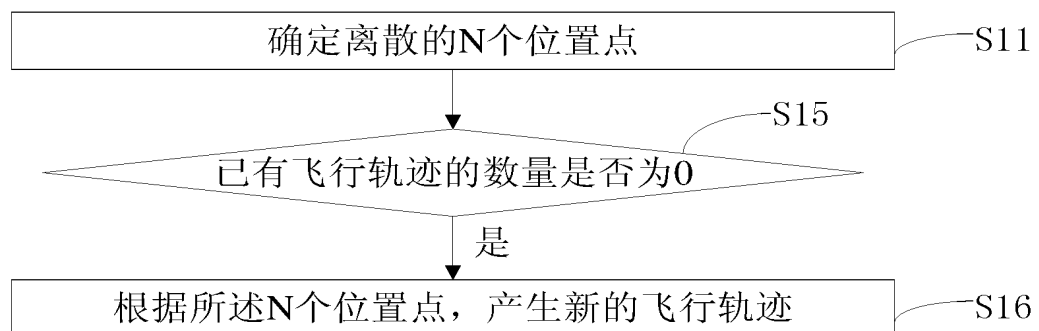 确定离散的N个位置点
S11
S15
已有飞行轨迹的数量是否为0
是
根据所述N个位置点，产生新的飞行轨迹
S16